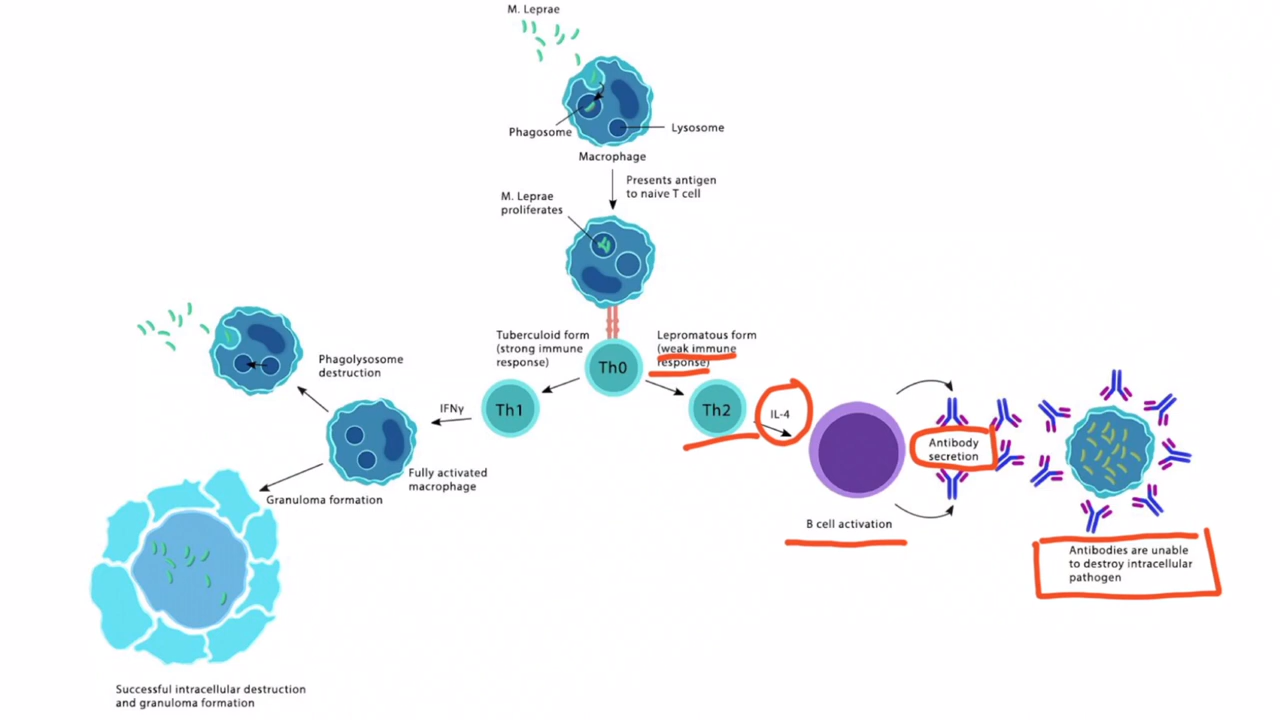 M. Leprae
Phagosome
Lysosome
Macrophage
Presents antigen
to naive T cell
M. Leprae
proliferates
Tuberculoid form
(strong immune
response)
Lepromatous form
(weak immune
response)
Th0
Phagolysosome
destruction
IFNγ
Th1
Th2
IL-4
Antibody
secretion
Fully activated
macrophage
Granuloma formation
B cell activation
Antibodies are unable
to destroy intracellular
pathogen
Successful intracellular destruction
and granuloma formation